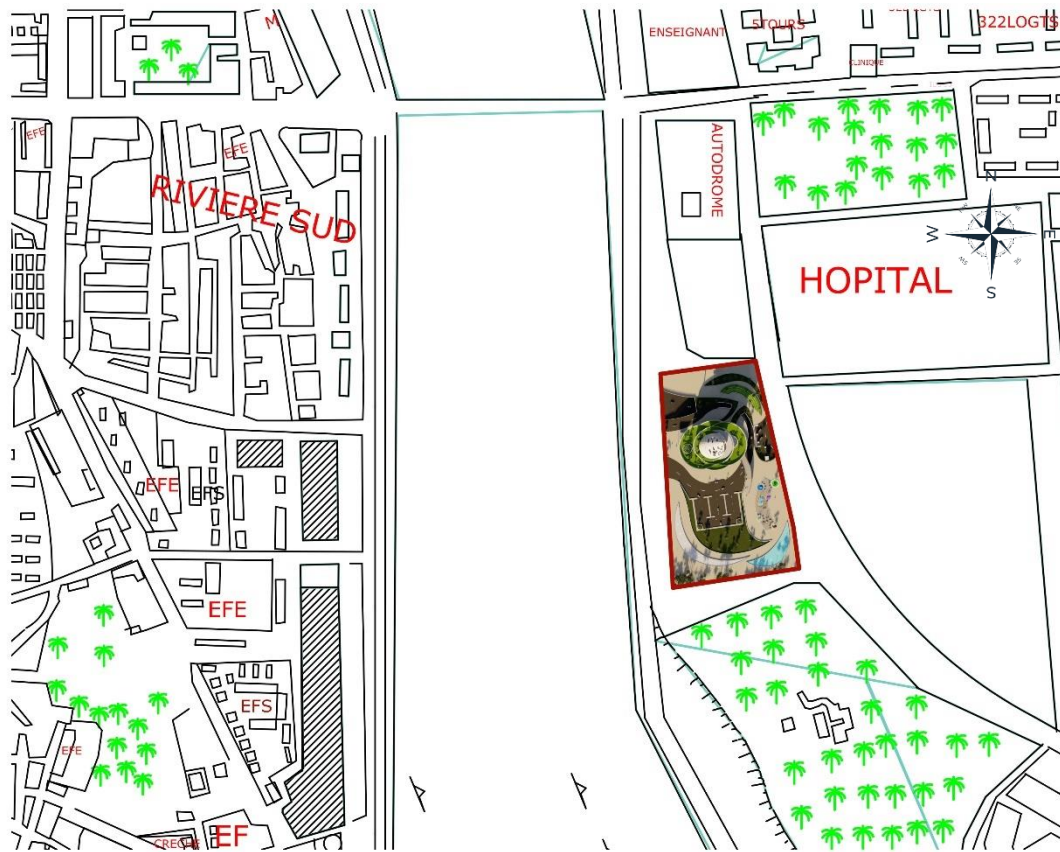 M
ENSEIGNANT
5TOURS
322LOGTS
CLINIQUE
EFE
EFE
AUTODROME
RIVIERE SUD
N
W
E
S
HOPITAL
EFE
EFS
EFE
EFS
EFE
CRECHE
EF